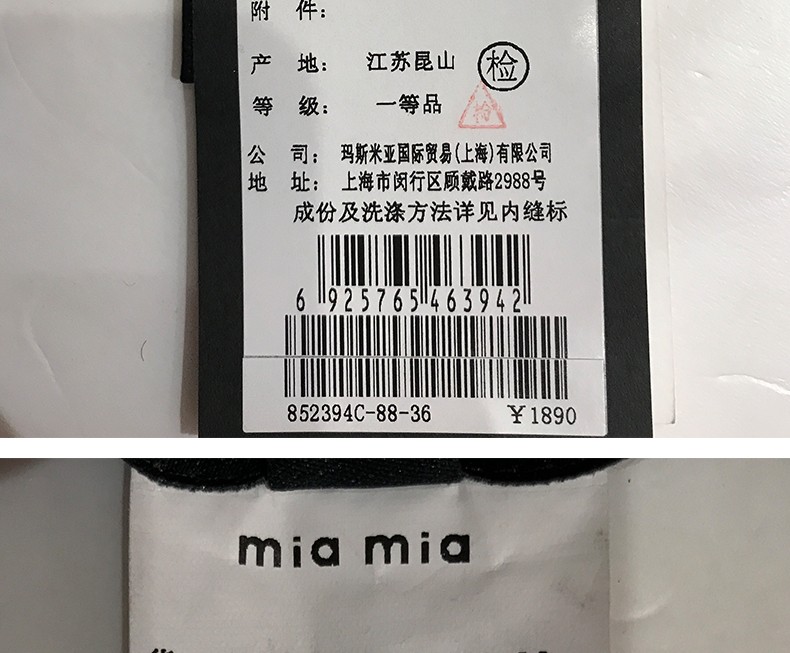 附 件:
产 地: 江苏昆山 检
等 级: 一等品 检
公 司: 玛斯米亚国际贸易(上海)有限公司
地 址: 上海市闵行区顾戴路2988号
成份及洗涤方法详见内缝标
6 925765 463942
852394C-88-36 ¥1890
mia mia